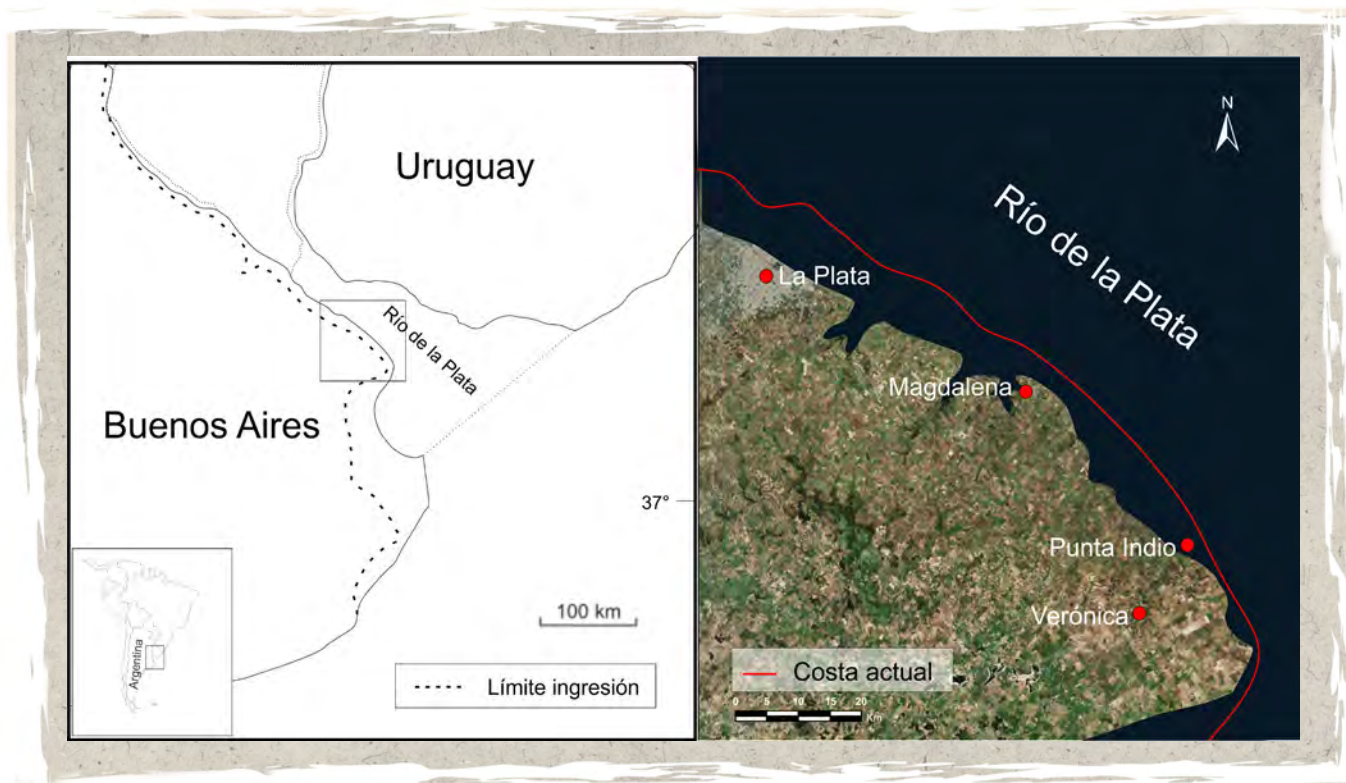 Uruguay
Río de la Plata
Buenos Aires
37°
100 km
Argentina
Límite ingresión
N
Río de la Plata
La Plata
Magdalena
Punta Indio
Verónica
Costa actual
0 5 10 15 20
Km